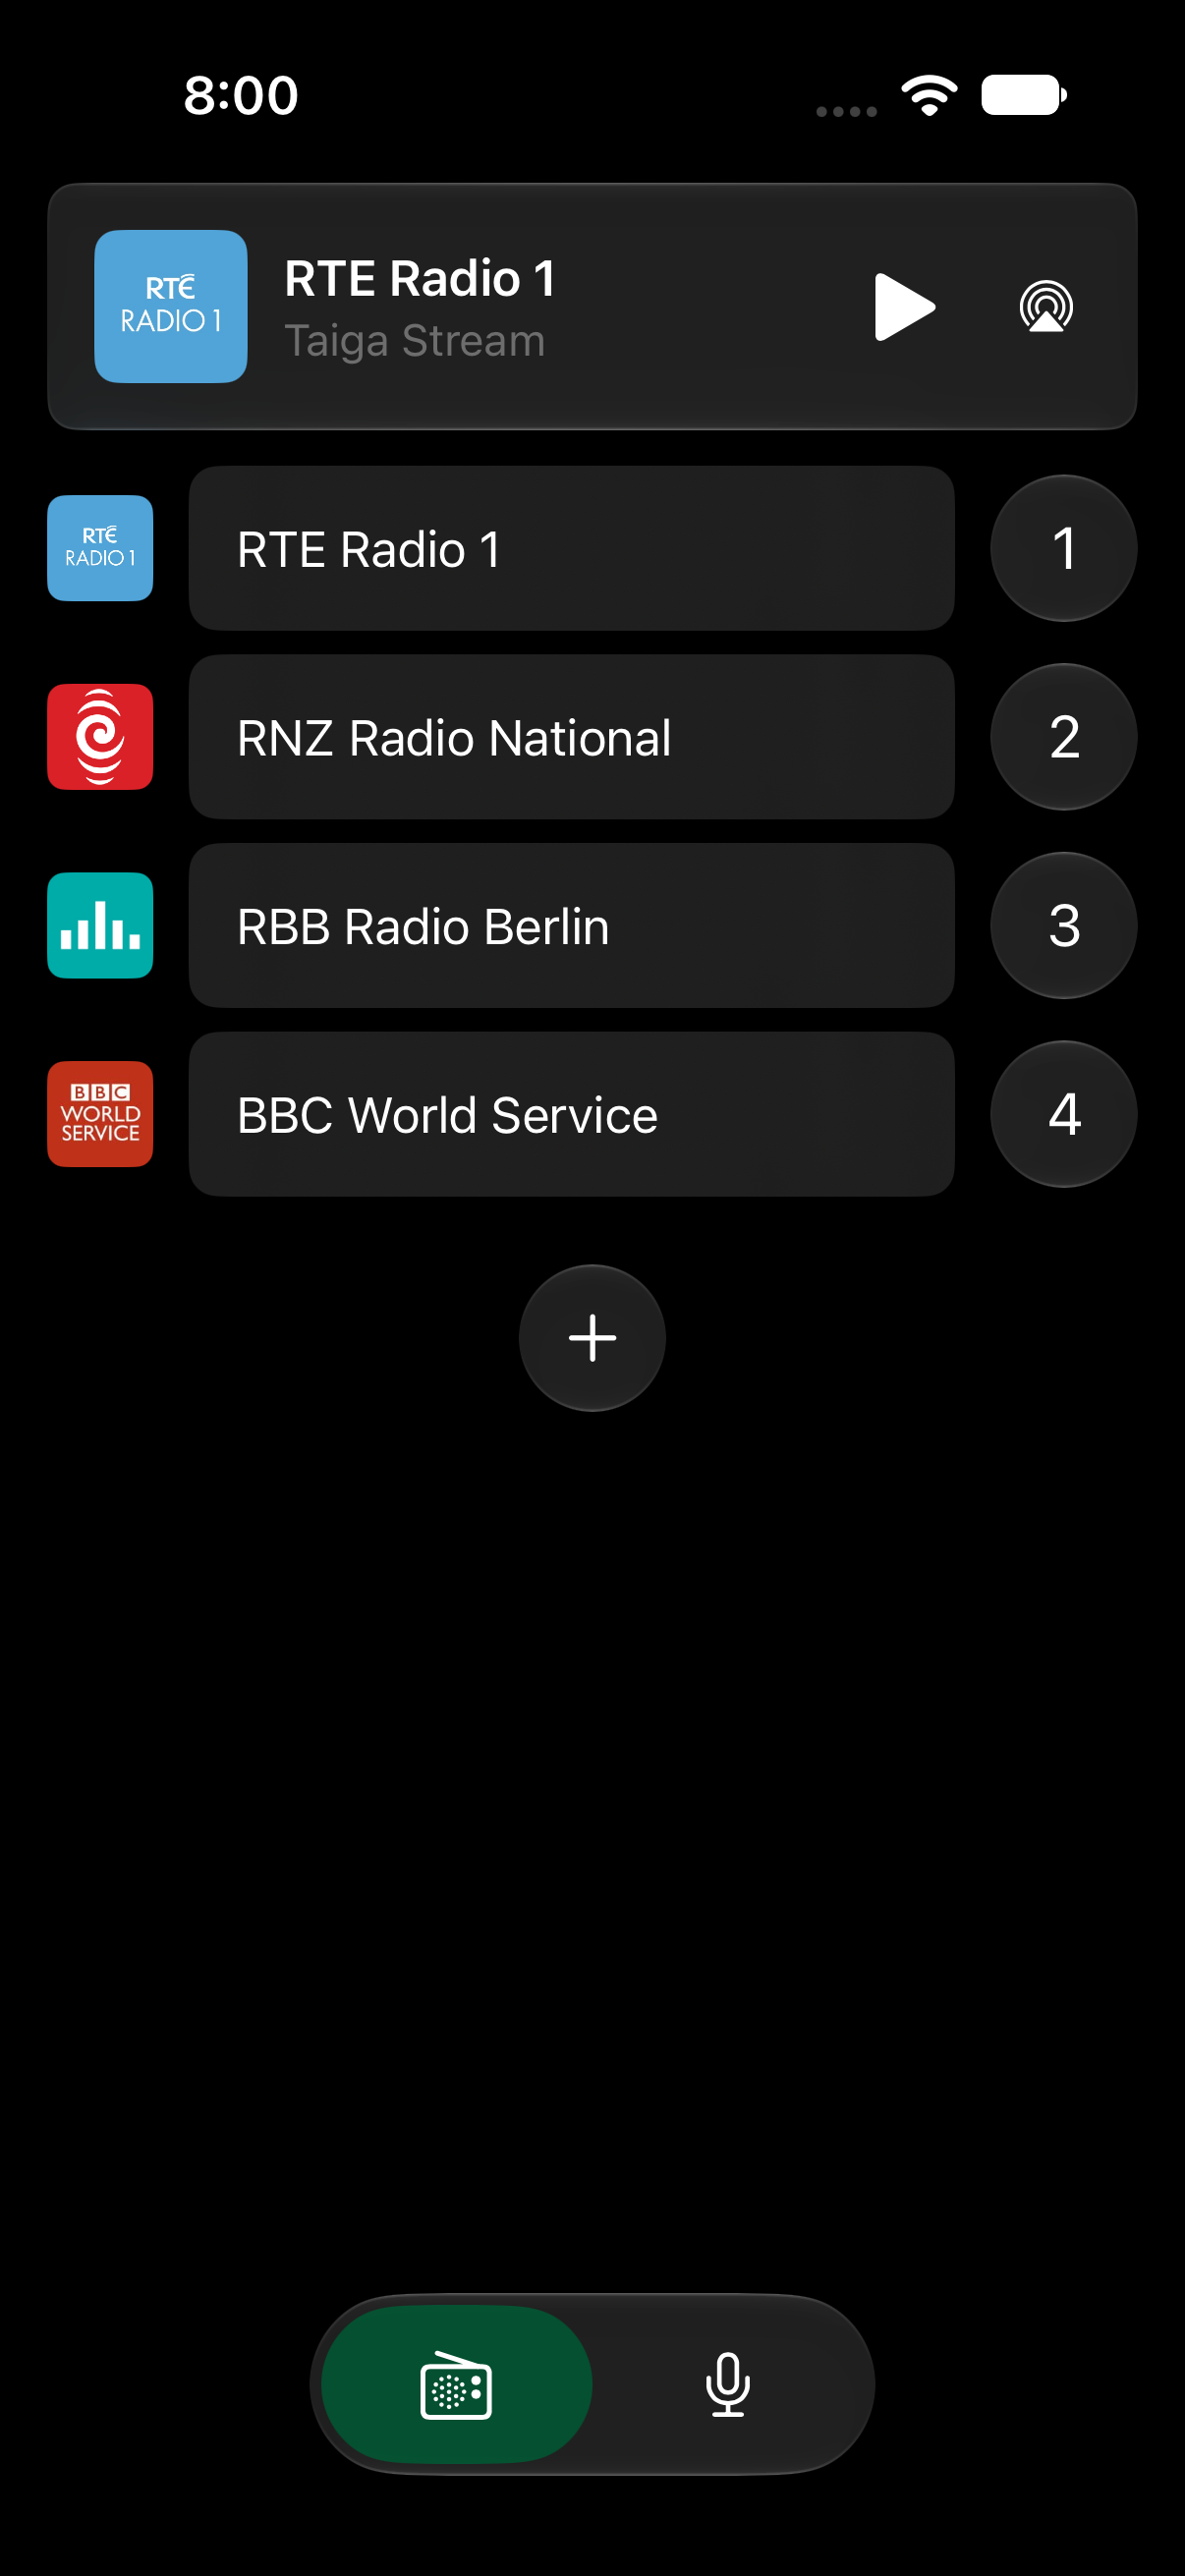 8:00
RTÉ
RADIO 1
RTE Radio 1
Taiga Stream
RTÉ
RADIO 1
RTE Radio 1
1
RNZ Radio National
2
RBB Radio Berlin
3
BBC
WORLD
SERVICE
BBC World Service
4